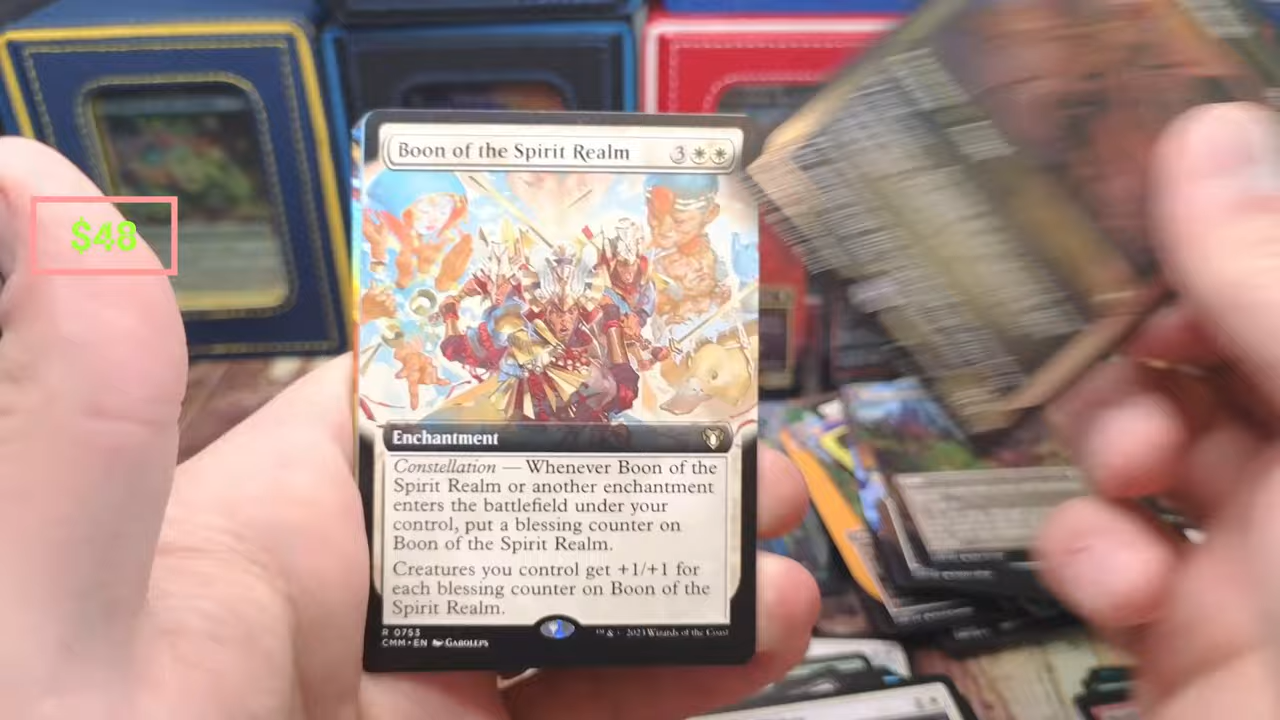 $48
Boon of the Spirit Realm 3
Enchantment
Constellation — Whenever Boon of the
Spirit Realm or another enchantment
enters the battlefield under your
control, put a blessing counter on
Boon of the Spirit Realm.
Creatures you control get +1/+1 for
each blessing counter on Boon of the
Spirit Realm.
R 0753
CMM • EN Gaboleps
2023 Wizards of the Coast